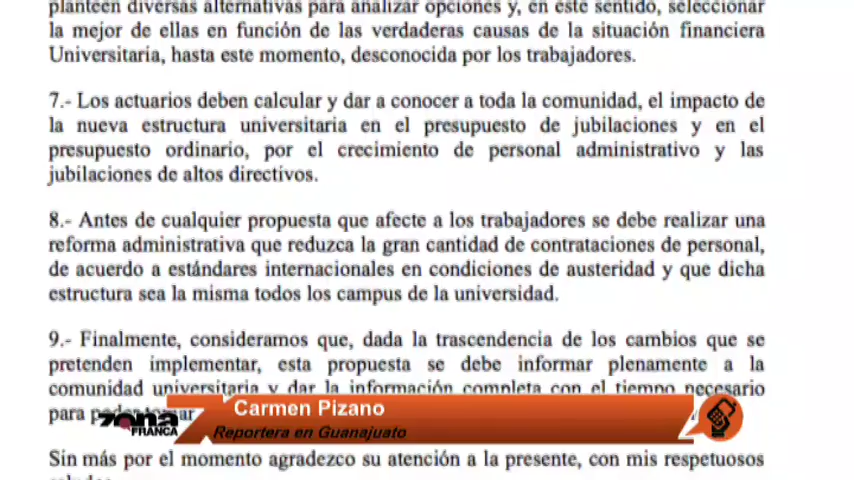 planteen diversas alternativas para analizar opciones y, en este sentido, seleccionar
la mejor de ellas en función de las verdaderas causas de la situación financiera
Universitaria, hasta este momento, desconocida por los trabajadores.
7.- Los actuarios deben calcular y dar a conocer a toda la comunidad, el impacto de
la nueva estructura universitaria en el presupuesto de jubilaciones y en el
presupuesto ordinario, por el crecimiento de personal administrativo y las
jubilaciones de altos directivos.
8.- Antes de cualquier propuesta que afecte a los trabajadores se debe realizar una
reforma administrativa que reduzca la gran cantidad de contrataciones de personal,
de acuerdo a estándares internacionales en condiciones de austeridad y que dicha
estructura sea la misma todos los campus de la universidad.
9.- Finalmente, consideramos que, dada la trascendencia de los cambios que se
pretenden implementar, esta propuesta se debe informar plenamente a la
comunidad universitaria y dar la información completa con el tiempo necesario
para
zona
FRANCA
Carmen Pizano
Reportera en Guanajuato
Sin más por el momento agradezco su atención a la presente, con mis respetuosos